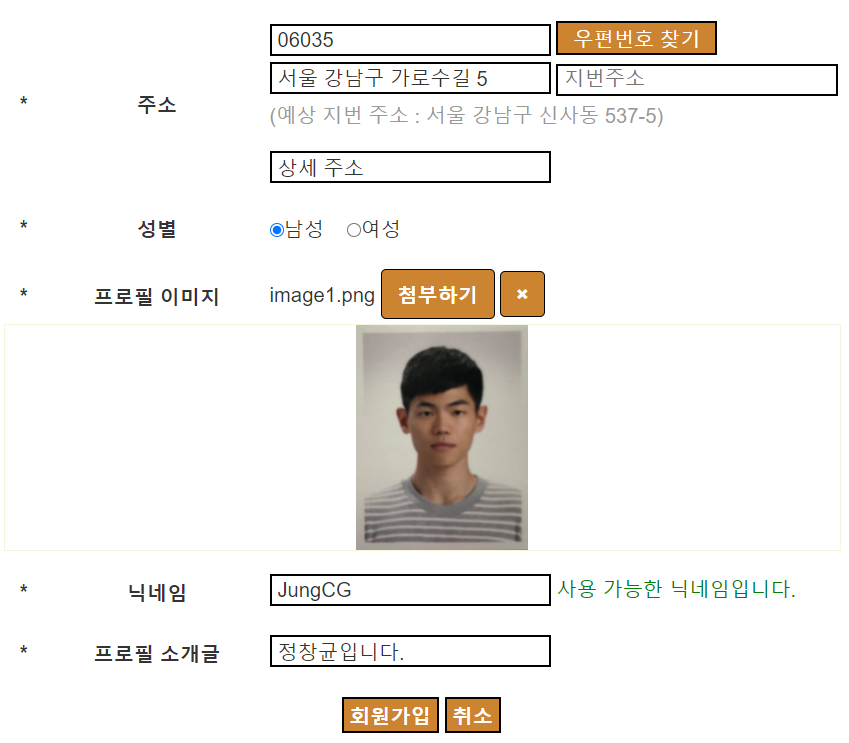 06035 우편번호 찾기
* 주소 서울 강남구 가로수길 5 지번주소
(예상 지번 주소 : 서울 강남구 신사동 537-5)
상세 주소
* 성별 남성 여성
* 프로필 이미지 image1.png 첨부하기 ×
* 닉네임 JungCG 사용 가능한 닉네임입니다.
* 프로필 소개글 정창균입니다.
회원가입 취소